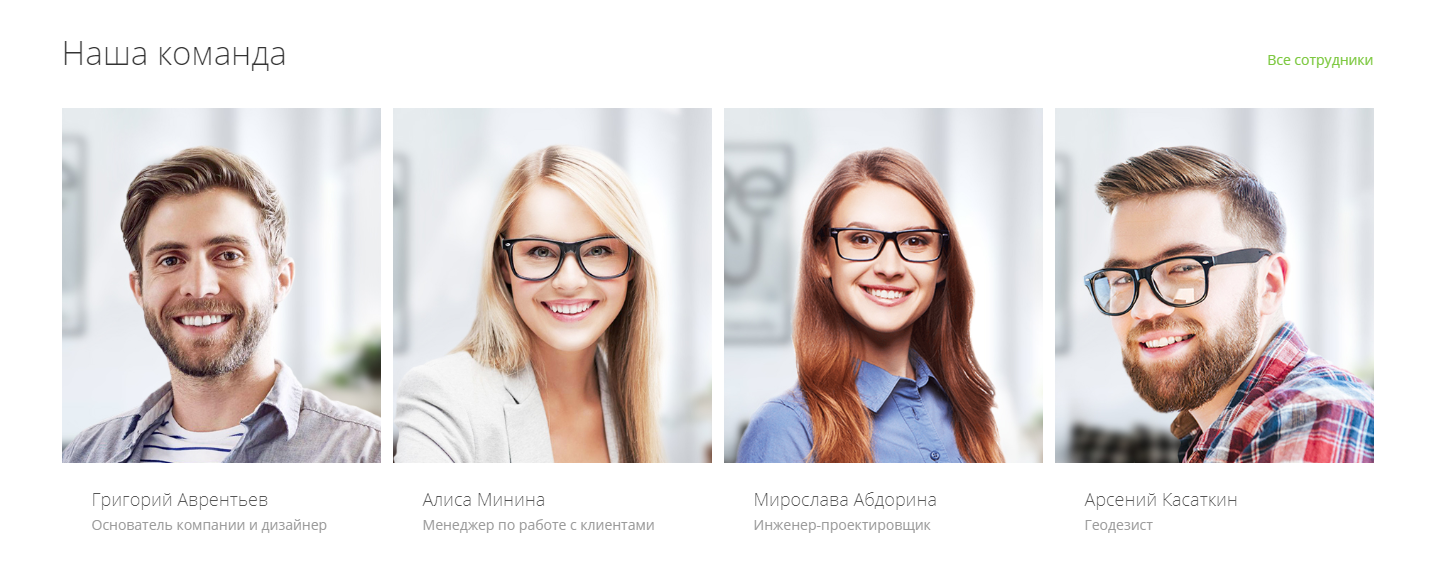 Наша команда
Все сотрудники
Григорий Аврентьев
Основатель компании и дизайнер
Алиса Минина
Менеджер по работе с клиентами
Мирослава Абдорина
Инженер-проектировщик
Арсений Касаткин
Геодезист